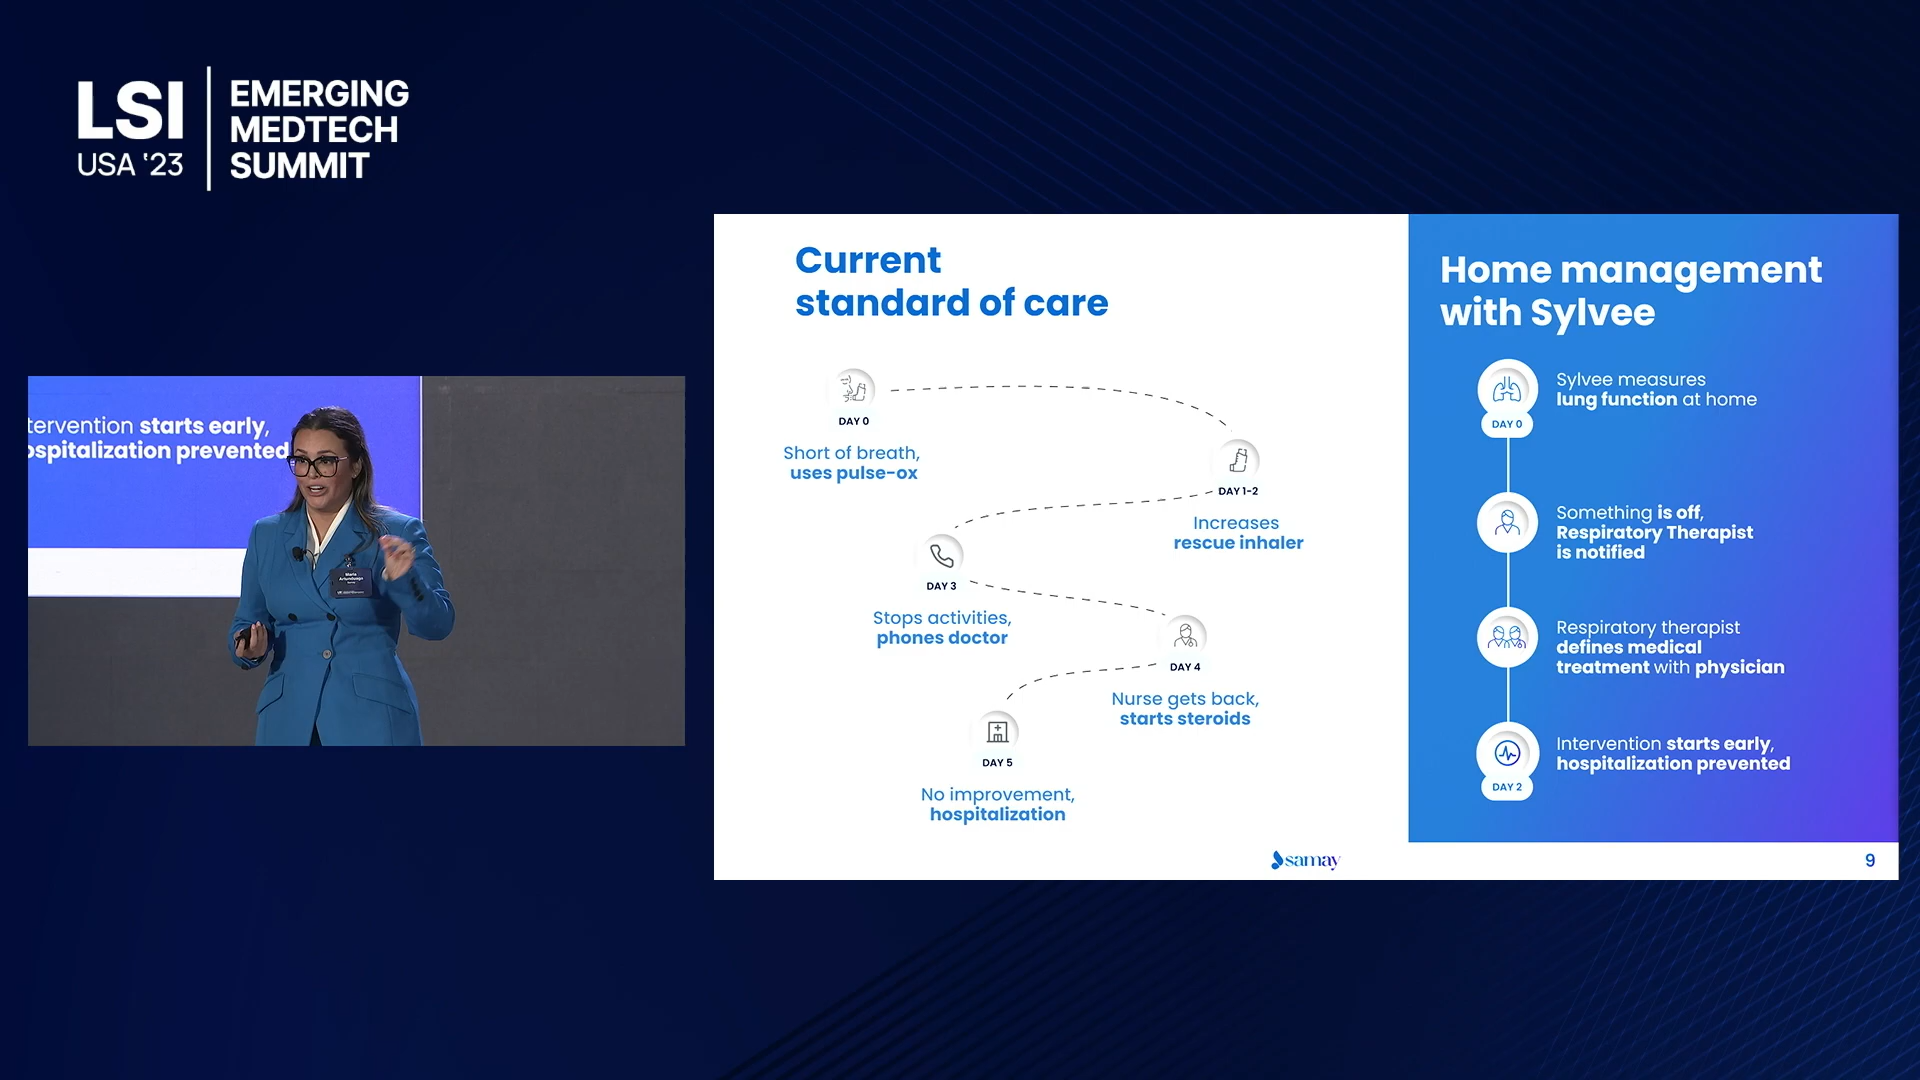 LSI
USA '23
EMERGING
MEDTECH
SUMMIT
tervention starts early,
ospitalization prevented
Maria
Artunduaga
Current
standard of care
DAY 0
Short of breath,
uses pulse-ox
DAY 1-2
Increases
rescue inhaler
DAY 3
Stops activities,
phones doctor
DAY 4
Nurse gets back,
starts steroids
DAY 5
No improvement,
hospitalization
Home management
with Sylvee
DAY 0
Sylvee measures
lung function at home
Something is off,
Respiratory Therapist
is notified
Respiratory therapist
defines medical
treatment with physician
Intervention starts early,
hospitalization prevented
DAY 2
samay
9